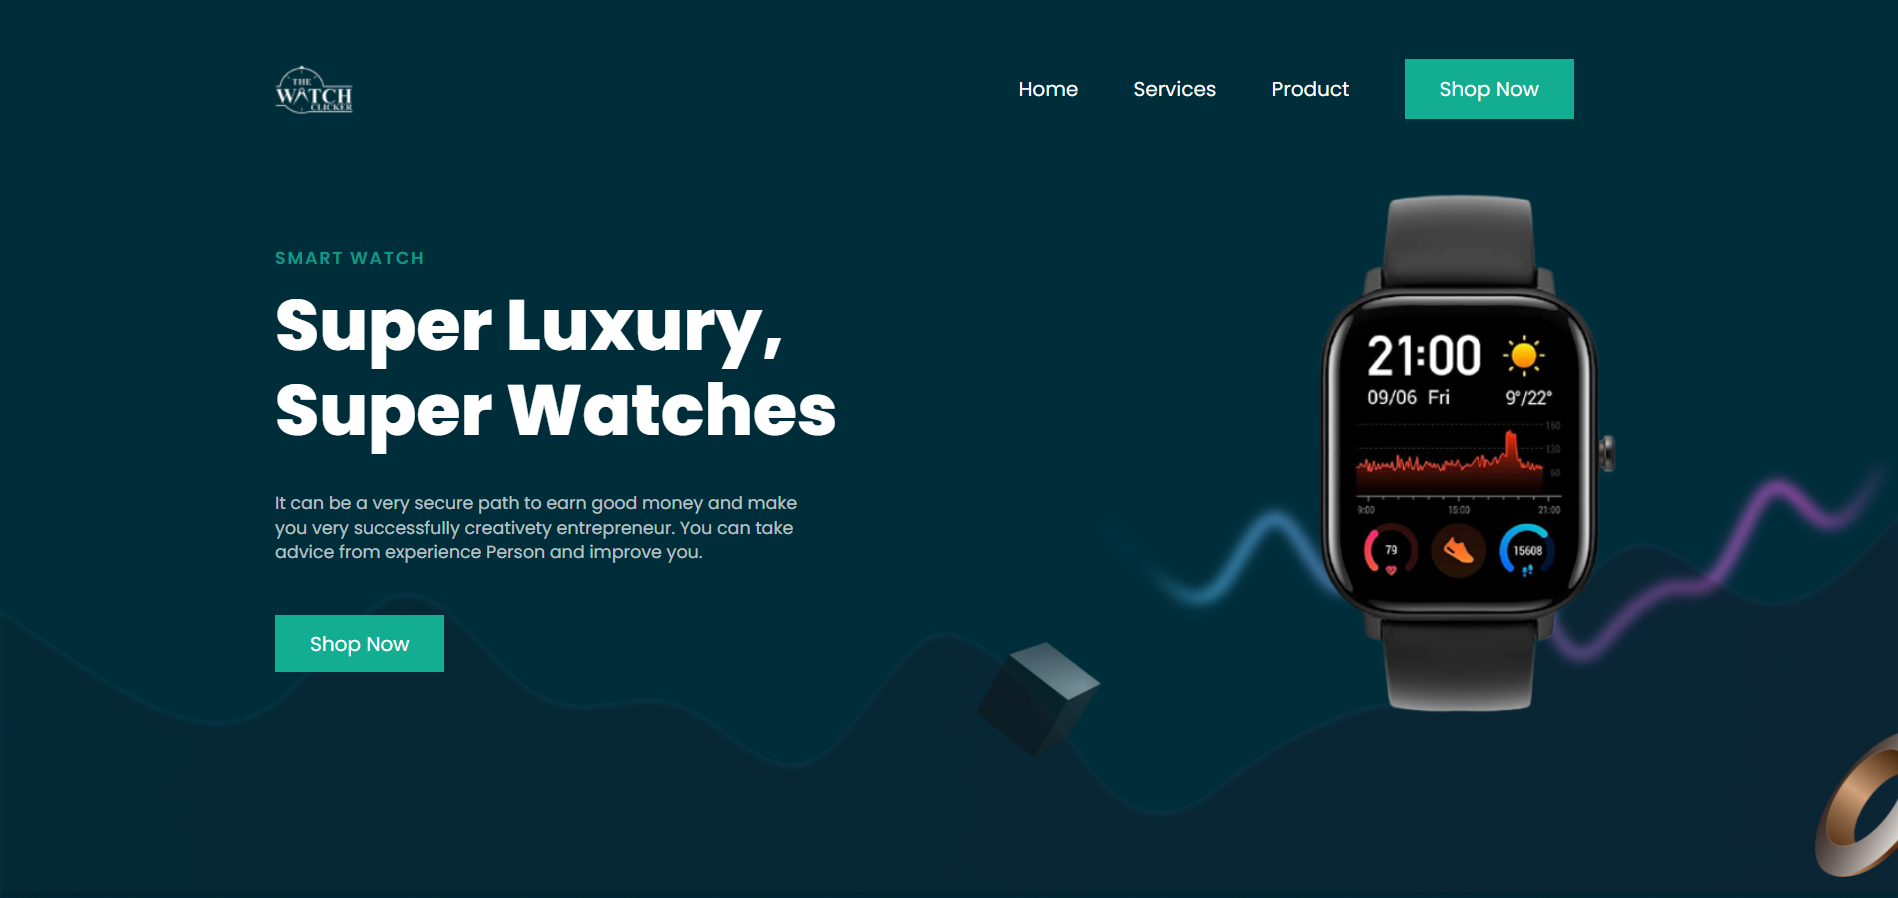 THE
WATCH
CLICKER
Home Services Product Shop Now
SMART WATCH
Super Luxury,
Super Watches
It can be a very secure path to earn good money and make
you very successfully creativety entrepreneur. You can take
advice from experience Person and improve you.
Shop Now
21:00
09/06 Fri 9°/22°
160
130
60
9:00 15:00 21:00
79 15608